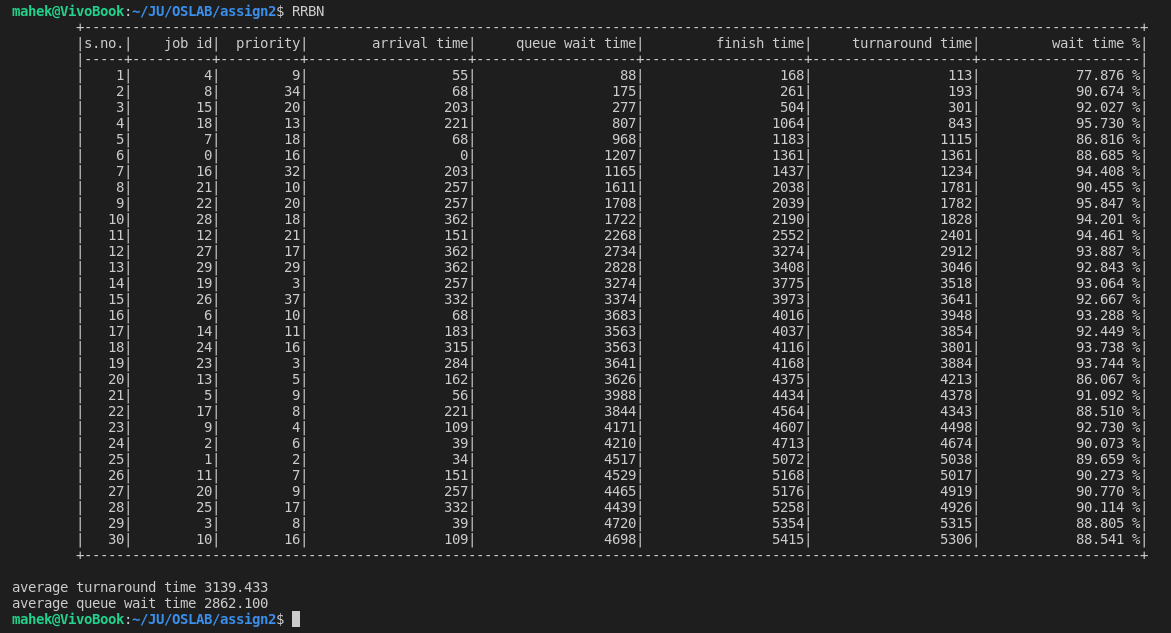 mahek@VivoBook:~/JU/OSLAB/assign2$ RRBN
+-----------------------------------------------------------------------------------------------------------------------------------+
|s.no.|    job id|  priority|        arrival time|     queue wait time|         finish time|     turnaround time|         wait time %|
|-----+----------+----------+--------------------+--------------------+--------------------+--------------------+--------------------|
|    1|         4|         9|                  55|                  88|                 168|                 113|            77.876 %|
|    2|         8|        34|                  68|                 175|                 261|                 193|            90.674 %|
|    3|        15|        20|                 203|                 277|                 504|                 301|            92.027 %|
|    4|        18|        13|                 221|                 807|                1064|                 843|            95.730 %|
|    5|         7|        18|                  68|                 968|                1183|                1115|            86.816 %|
|    6|         0|        16|                   0|                1207|                1361|                1361|            88.685 %|
|    7|        16|        32|                 203|                1165|                1437|                1234|            94.408 %|
|    8|        21|        10|                 257|                1611|                2038|                1781|            90.455 %|
|    9|        22|        20|                 257|                1708|                2039|                1782|            95.847 %|
|   10|        28|        18|                 362|                1722|                2190|                1828|            94.201 %|
|   11|        12|        21|                 151|                2268|                2552|                2401|            94.461 %|
|   12|        27|        17|                 362|                2734|                3274|                2912|            93.887 %|
|   13|        29|        29|                 362|                2828|                3408|                3046|            92.843 %|
|   14|        19|         3|                 257|                3274|                3775|                3518|            93.064 %|
|   15|        26|        37|                 332|                3374|                3973|                3641|            92.667 %|
|   16|         6|        10|                  68|                3683|                4016|                3948|            93.288 %|
|   17|        14|        11|                 183|                3563|                4037|                3854|            92.449 %|
|   18|        24|        16|                 315|                3563|                4116|                3801|            93.738 %|
|   19|        23|         3|                 284|                3641|                4168|                3884|            93.744 %|
|   20|        13|         5|                 162|                3626|                4375|                4213|            86.067 %|
|   21|         5|         9|                  56|                3988|                4434|                4378|            91.092 %|
|   22|        17|         8|                 221|                3844|                4564|                4343|            88.510 %|
|   23|         9|         4|                 109|                4171|                4607|                4498|            92.730 %|
|   24|         2|         6|                  39|                4210|                4713|                4674|            90.073 %|
|   25|         1|         2|                  34|                4517|                5072|                5038|            89.659 %|
|   26|        11|         7|                 151|                4529|                5168|                5017|            90.273 %|
|   27|        20|         9|                 257|                4465|                5176|                4919|            90.770 %|
|   28|        25|        17|                 332|                4439|                5258|                4926|            90.114 %|
|   29|         3|         8|                  39|                4720|                5354|                5315|            88.805 %|
|   30|        10|        16|                 109|                4698|                5415|                5306|            88.541 %|
+-----------------------------------------------------------------------------------------------------------------------------------+
average turnaround time 3139.433
average queue wait time 2862.100
mahek@VivoBook:~/JU/OSLAB/assign2$